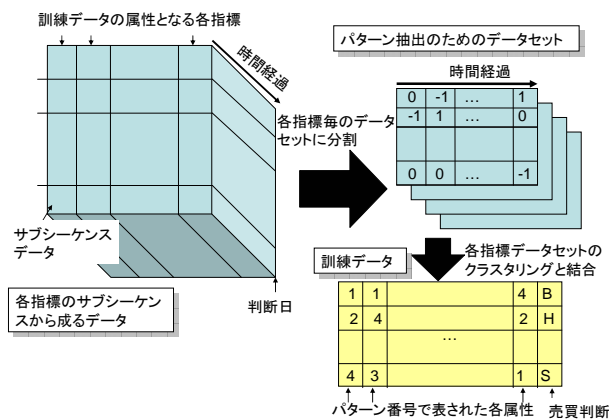 訓練データの属性となる各指標
時間経過
サブシーケンス
データ
判断日
各指標のサブシーケン
スから成るデータ
各指標毎のデータ
セットに分割
パターン抽出のためのデータセット
時間経過
0 -1 … 1
-1 1 … 0
0 0 … -1
各指標データセットの
クラスタリングと結合
訓練データ
1 1 4 B
2 4 2 H
…
4 3 1 S
パターン番号で表された各属性
売買判断